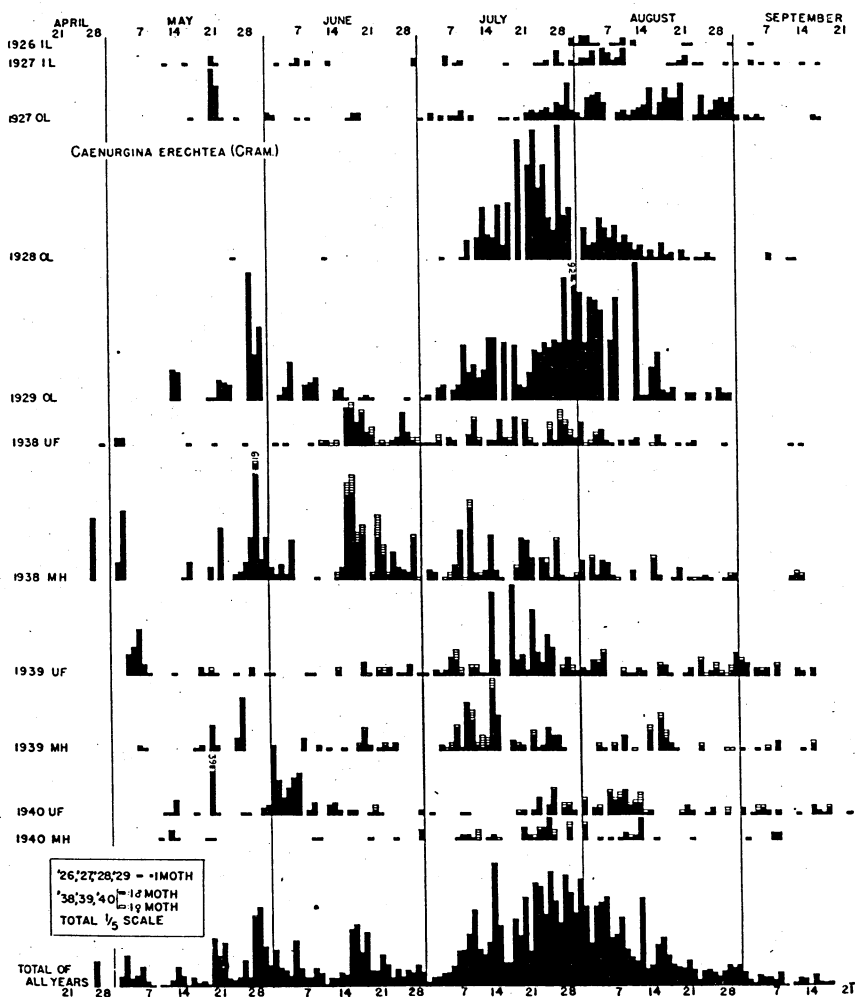 APRIL MAY JUNE JULY AUGUST SEPTEMBER
21 28 7 14 21 28 7 14 21 28 7 14 21 28 7 14 21 28 7 14 21
1926 IL
1927 IL
1927 OL
CAENURGINA ERECHTEA (CRAM.)
1928 OL
92
1929 OL
1938 UF
61
1938 MH
1939 UF
1939 MH
39
1940 UF
1940 MH
'26,'27,'28,'29 - = 1 MOTH
'38,'39,'40 - = 1♂ MOTH
= 1♀ MOTH
TOTAL 1/5 SCALE
TOTAL OF
ALL YEARS
21 28 7 14 21 28 7 14 21 28 7 14 21 28 7 14 21 28 7 14 21